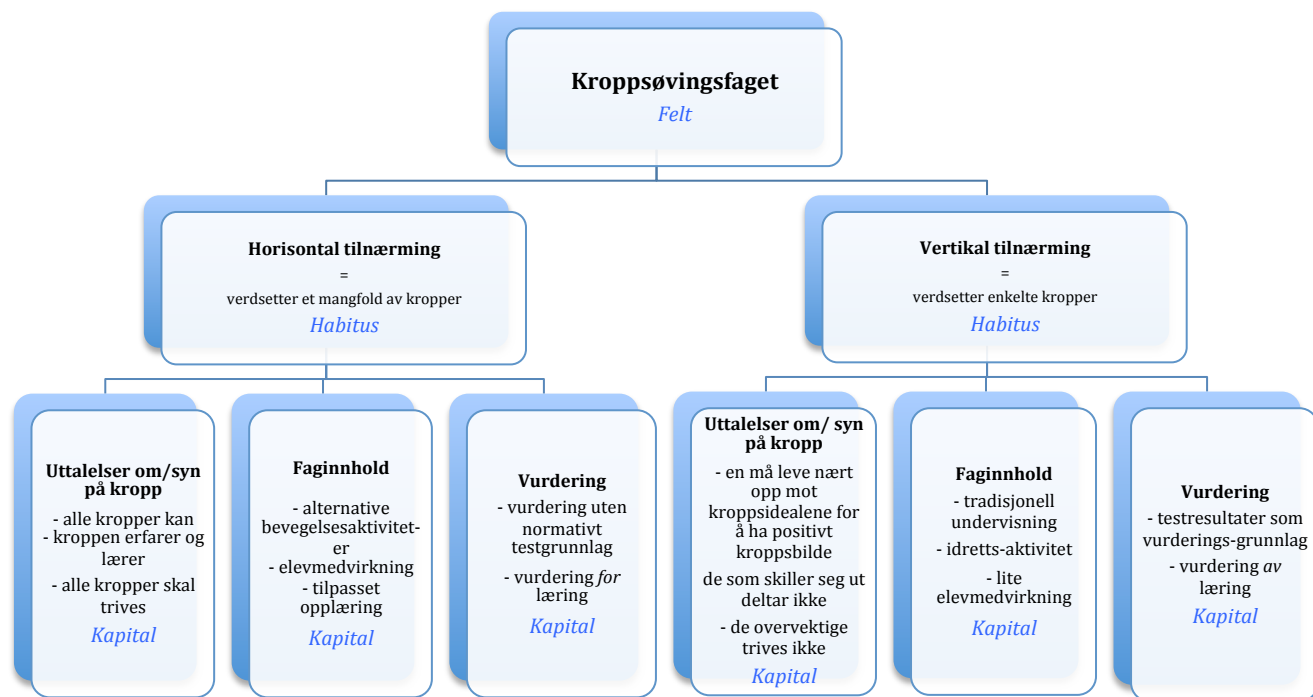 Kroppsøvingsfaget
Felt
Horisontal tilnærming
=
verdsetter et mangfold av kropper
Habitus
Vertikal tilnærming
=
verdsetter enkelte kropper
Habitus
Uttalelser om/syn
på kropp
- alle kropper kan
- kroppen erfarer og
lærer
- alle kropper skal
trives
Kapital
Faginnhold
- alternative
bevegelsesaktivitet-
er
- elevmedvirkning
- tilpasset
opplæring
Kapital
Vurdering
- vurdering uten
normativt
testgrunnlag
- vurdering for
læring
Kapital
Uttalelser om/ syn
på kropp
- en må leve nært
opp mot
kroppsidealene for
å ha positivt
kroppsbilde
de som skiller seg ut
deltar ikke
- de overvektige
trives ikke
Kapital
Faginnhold
- tradisjonell
undervisning
- idretts-aktivitet
- lite
elevmedvirkning
Kapital
Vurdering
- testresultater som
vurderings-grunnlag
- vurdering av
læring
Kapital